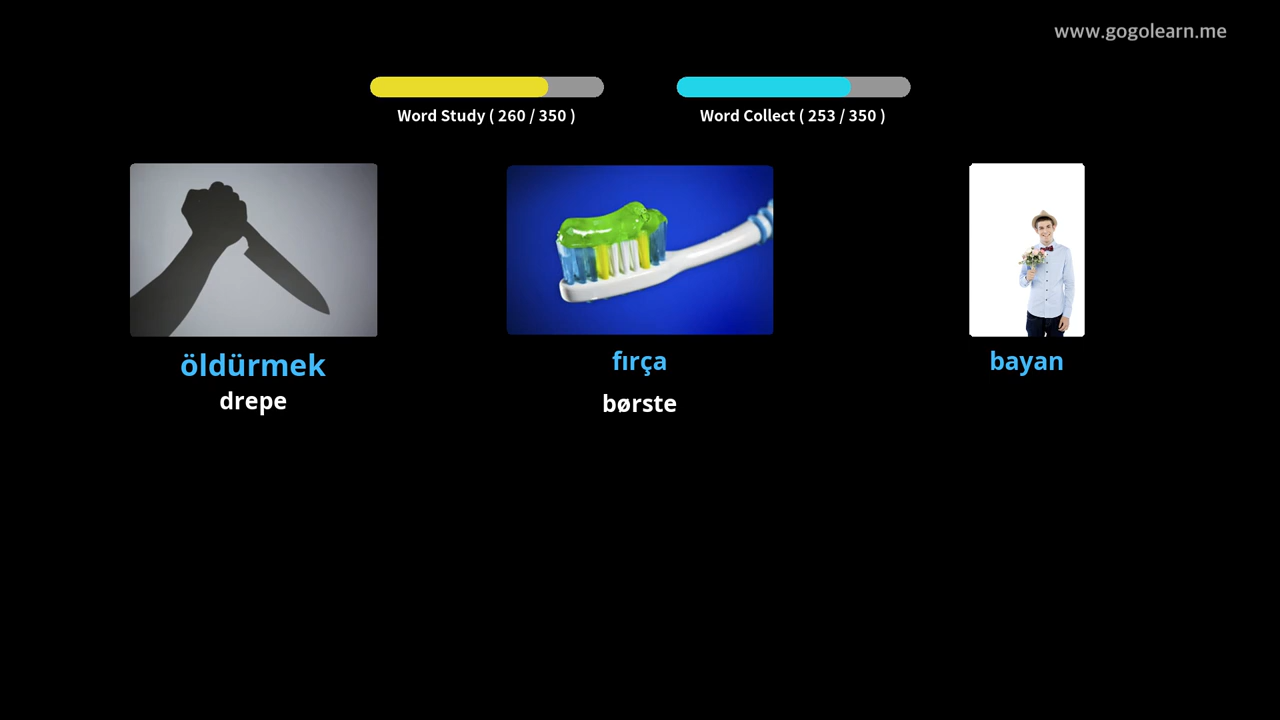 www.gogolearn.me
Word Study ( 260 / 350 )
Word Collect ( 253 / 350 )
öldürmek
drepe
fırça
børste
bayan